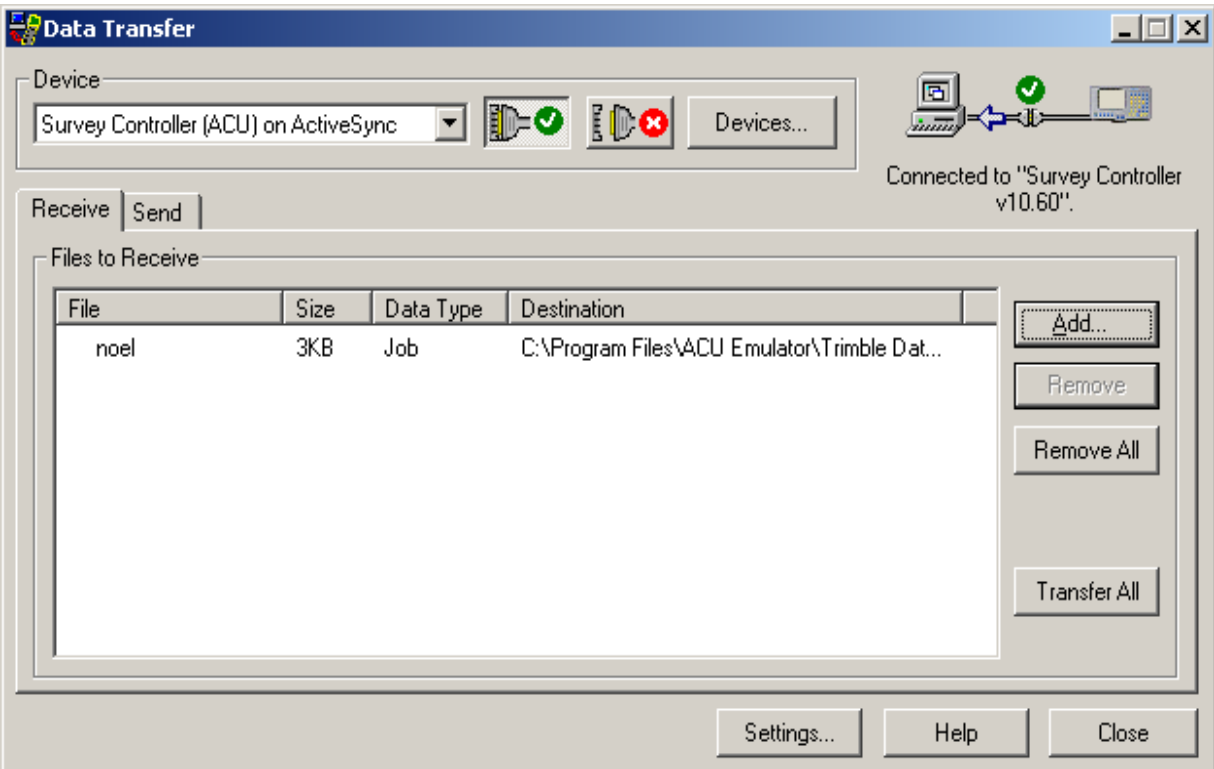 Data Transfer
Device
Survey Controller (ACU) on ActiveSync
Devices...
Connected to "Survey Controller
v10.60".
Receive
Send
Files to Receive
File Size Data Type Destination
noel 3KB Job C:\Program Files\ACU Emulator\Trimble Dat...
Add...
Remove
Remove All
Transfer All
Settings... Help Close